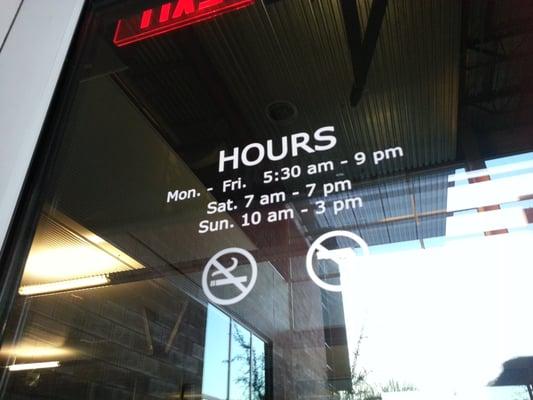 HOURS
Mon. - Fri. 5:30 am - 9 pm
Sat. 7 am - 7 pm
Sun. 10 am - 3 pm